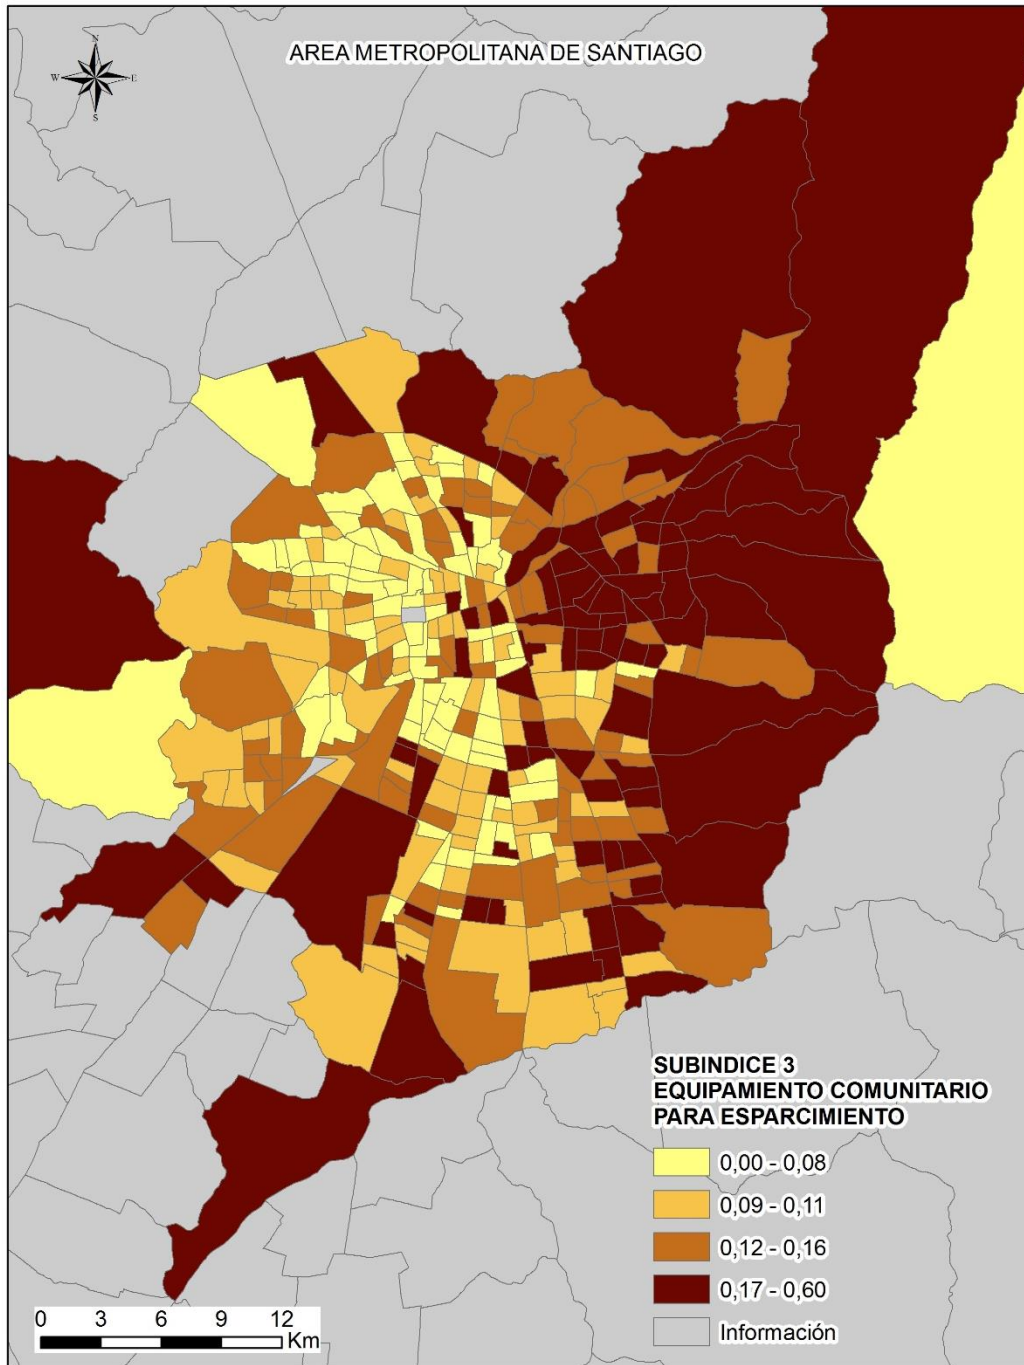 AREA METROPOLITANA DE SANTIAGO
N
W E
S
SUBINDICE 3
EQUIPAMIENTO COMUNITARIO
PARA ESPARCIMIENTO
0,00 - 0,08
0,09 - 0,11
0,12 - 0,16
0,17 - 0,60
Información
0 3 6 9 12
Km